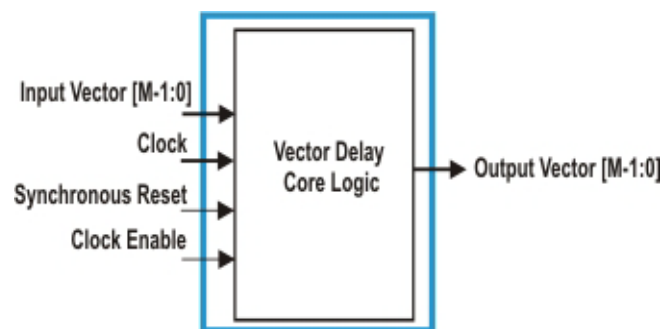 Input Vector [M-1:0]
Clock
Synchronous Reset
Clock Enable
Vector Delay
Core Logic
Output Vector [M-1:0]